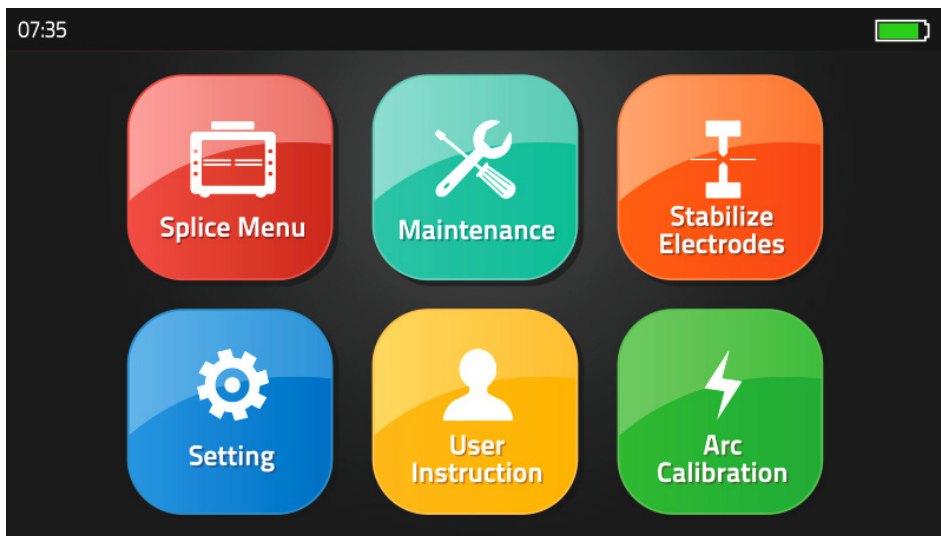 07:35
Splice Menu
Maintenance
Stabilize
Electrodes
Setting
User
Instruction
Arc
Calibration